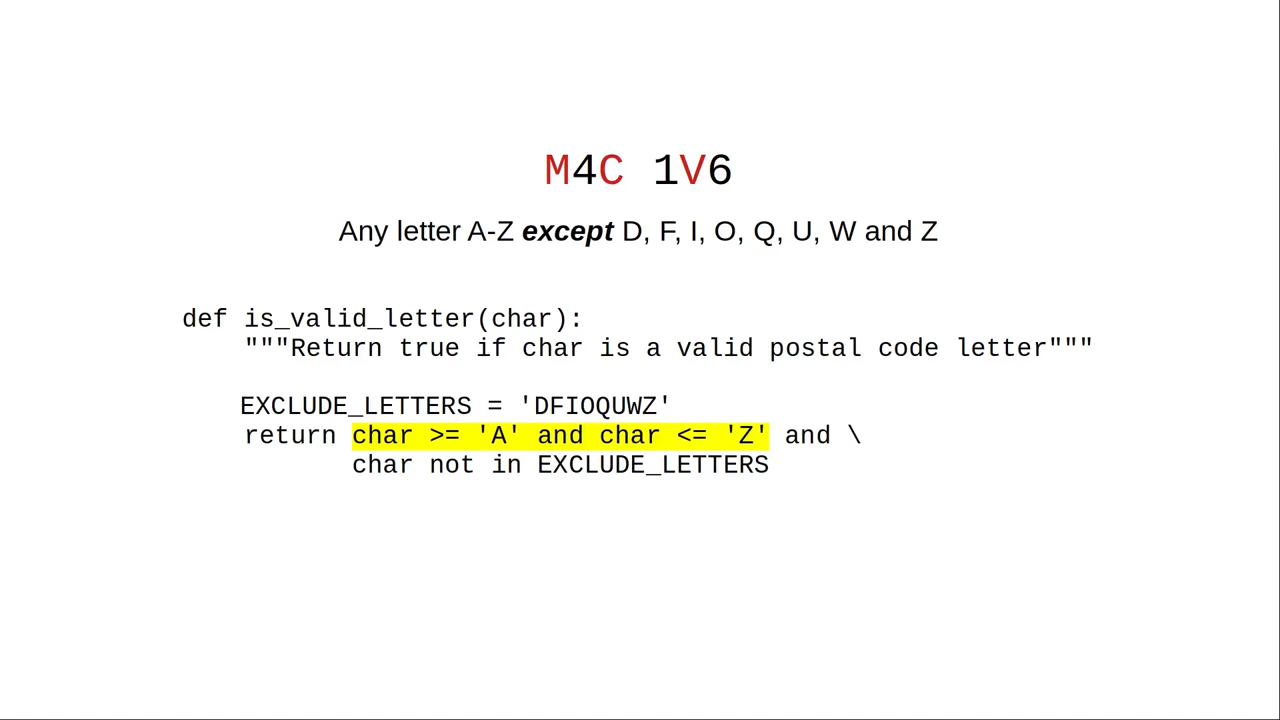 M4C 1V6
Any letter A-Z except D, F, I, O, Q, U, W and Z
def is_valid_letter(char):
"""Return true if char is a valid postal code letter"""
EXCLUDE_LETTERS = 'DFIOQUWZ'
return char >= 'A' and char <= 'Z' and \
char not in EXCLUDE_LETTERS